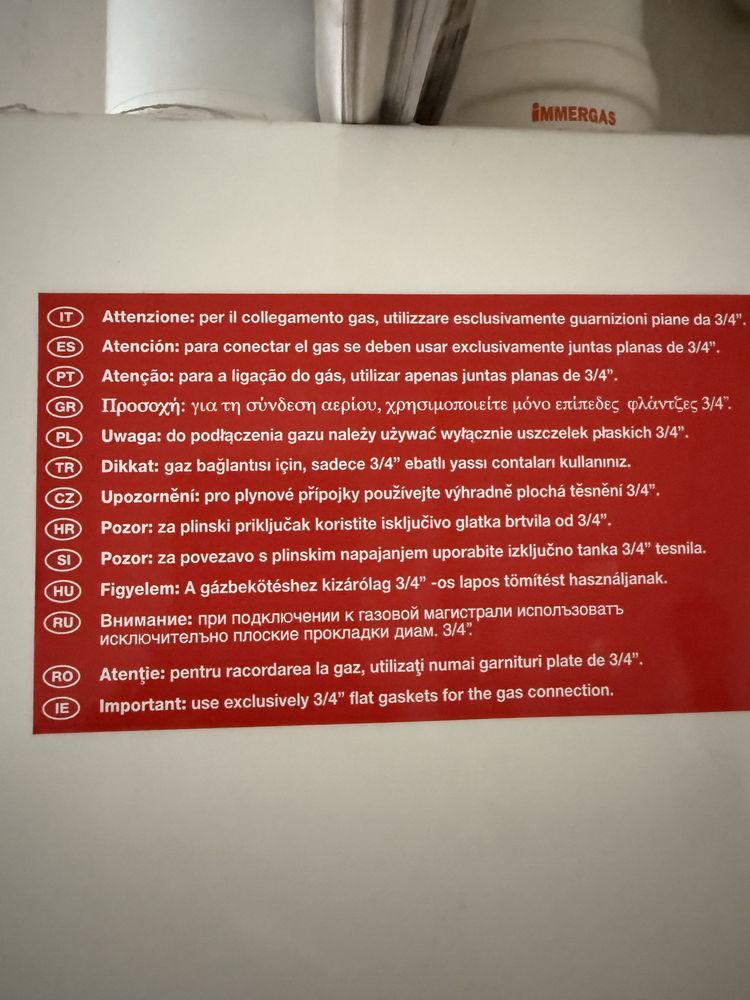 IMMERGAS
IT Attenzione: per il collegamento gas, utilizzare esclusivamente guarnizioni piane da 3/4”.
ES Atención: para conectar el gas se deben usar exclusivamente juntas planas de 3/4”.
PT Atenção: para a ligação do gás, utilizar apenas juntas planas de 3/4”.
GR Προσοχή: για τη σύνδεση αερίου, χρησιμοποιείτε μόνο επίπεδες φλάντζες 3/4”.
PL Uwaga: do podłączenia gazu należy używać wyłącznie uszczelek płaskich 3/4”.
TR Dikkat: gaz bağlantısı için, sadece 3/4” ebatlı yassı contaları kullanınız.
CZ Upozornění: pro plynové přípojky používejte výhradně plochá těsnění 3/4”.
HR Pozor: za plinski priključak koristite isključivo glatka brtvila od 3/4”.
SI Pozor: za povezavo s plinskim napajanjem uporabite izključno tanka 3/4” tesnila.
HU Figyelem: A gázbekötéshez kizárólag 3/4” -os lapos tömítést használjanak.
RU Внимание: при подключении к газовой магистрали исполъзоватъ
исключителъно плоские прокладки диам. 3/4”.
RO Atenţie: pentru racordarea la gaz, utilizaţi numai garnituri plate de 3/4”.
IE Important: use exclusively 3/4” flat gaskets for the gas connection.